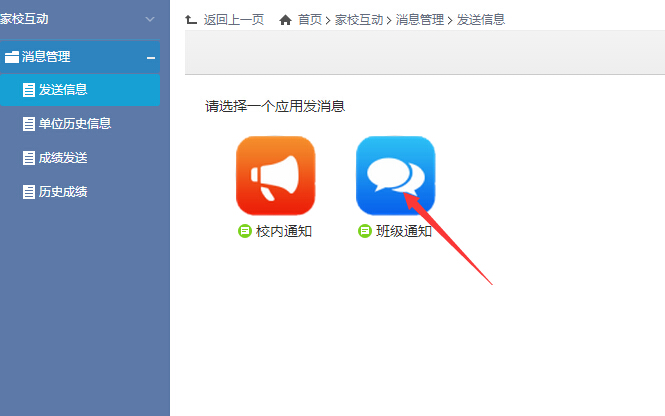 家校互动
消息管理
发送信息
单位历史信息
成绩发送
历史成绩
返回上一页 首页 > 家校互动 > 消息管理 > 发送信息
请选择一个应用发消息
校内通知 班级通知